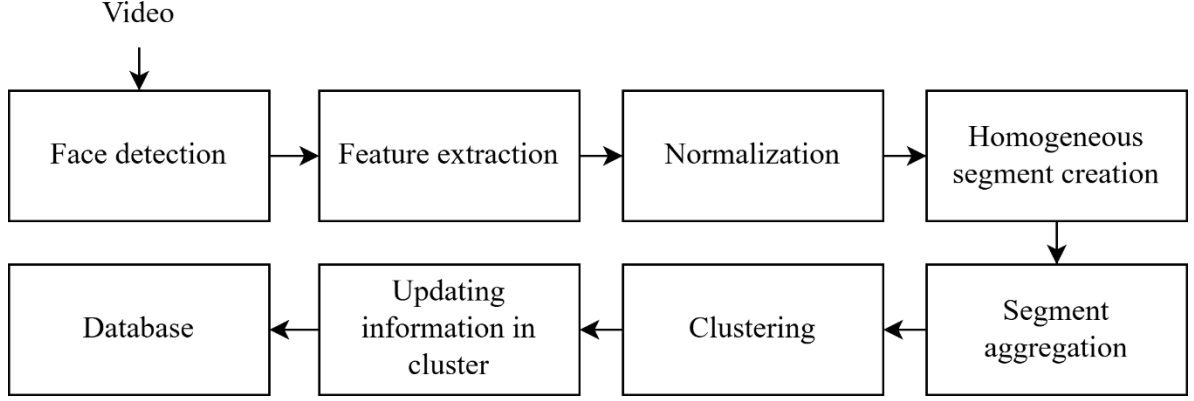 Video
Face detection
Feature extraction
Normalization
Homogeneous
segment creation
Database
Updating
information in
cluster
Clustering
Segment
aggregation